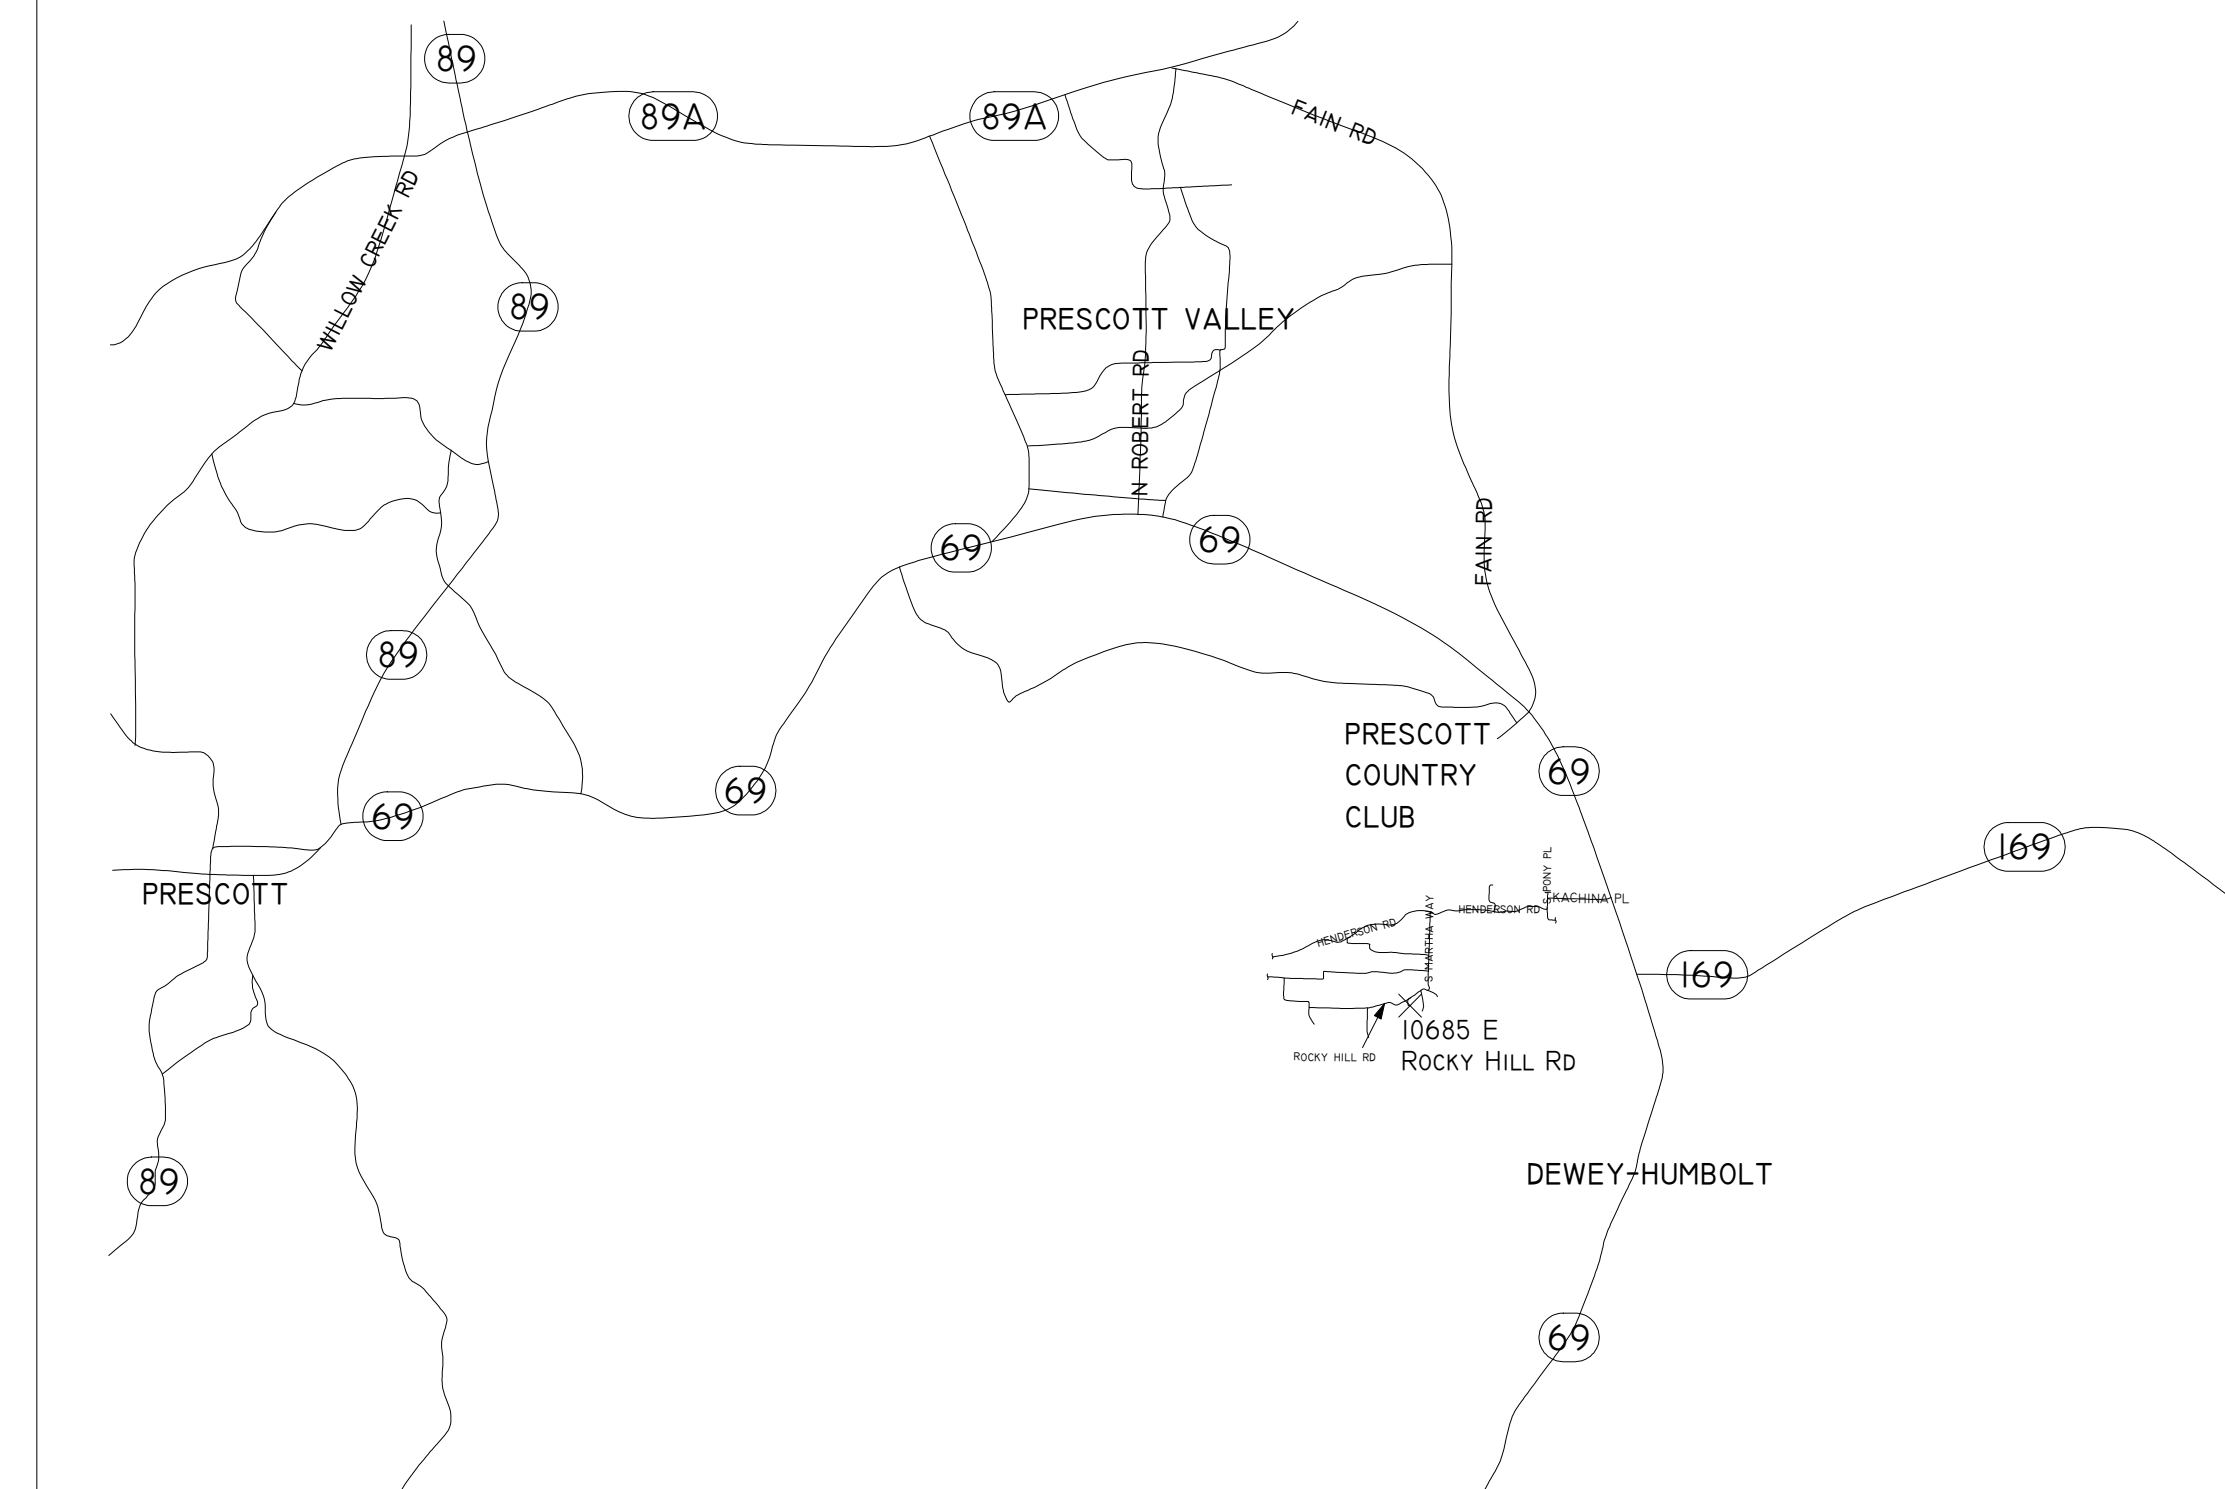 89
89A
89A
FAIN RD
WILLOW CREEK RD
89
PRESCOTT VALLEY
N ROBERT RD
FAIN RD
69
69
89
PRESCOTT
COUNTRY
CLUB
69
69
69
169
PRESCOTT
S PONY PL
KACHINA PL
HENDERSON RD
HENDERSON RD
S MARTHA WAY
169
10685 E
ROCKY HILL RD
ROCKY HILL RD
89
DEWEY-HUMBOLT
69